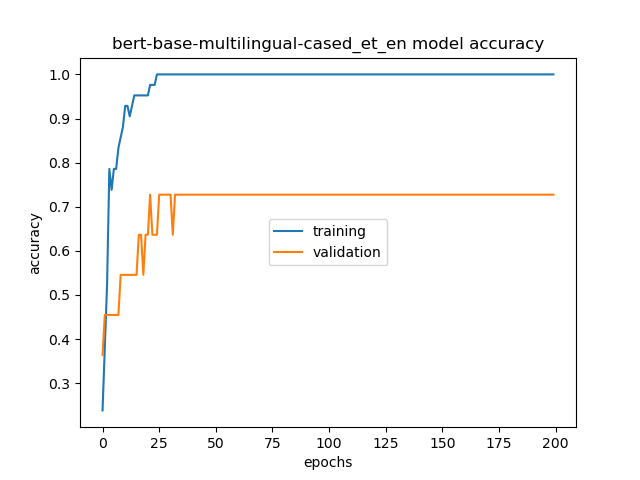 bert-base-multilingual-cased_et_en model accuracy
1.0
0.9
0.8
0.7
0.6
0.5
0.4
0.3
accuracy
training
validation
0 25 50 75 100 125 150 175 200
epochs